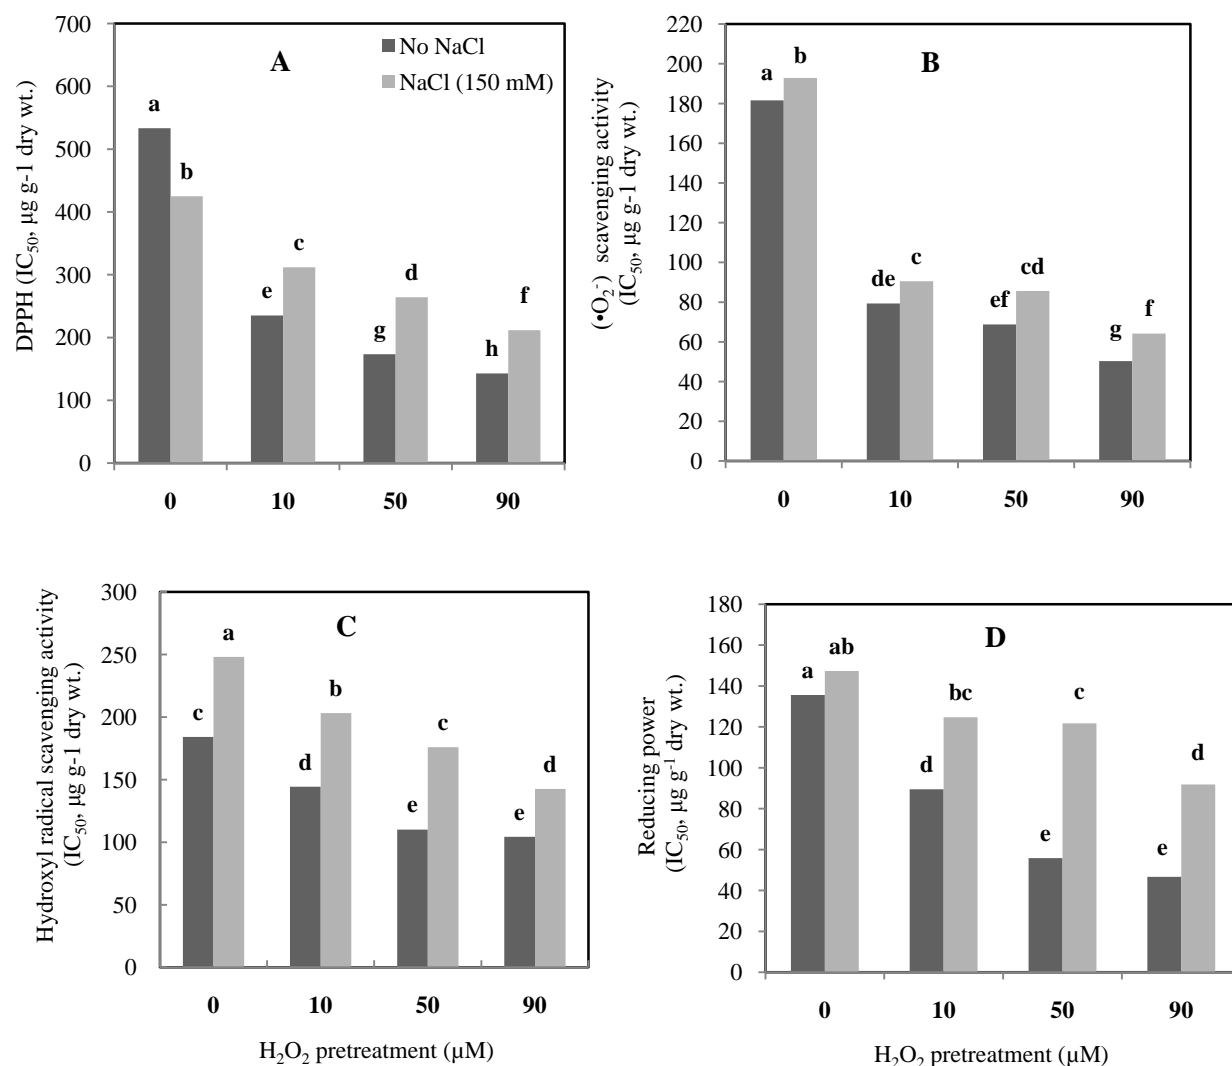 A
No NaCl
NaCl (150 mM)
DPPH (IC₅₀, µg g-1 dry wt.)
700
600
500
400
300
200
100
0
a
b
e
c
g
d
h
f
0 10 50 90
B
(•O₂⁻) scavenging activity
(IC₅₀, µg g-1 dry wt.)
220
200
180
160
140
120
100
80
60
40
20
0
a
b
de
c
ef
cd
g
f
0 10 50 90
C
Hydroxyl radical scavenging activity
(IC₅₀, µg g-1 dry wt.)
300
250
200
150
100
50
0
c
a
d
b
e
c
e
d
0 10 50 90
H₂O₂ pretreatment (µM)
D
Reducing power
(IC₅₀, µg g⁻¹ dry wt.)
180
160
140
120
100
80
60
40
20
0
a
ab
d
bc
e
c
e
d
0 10 50 90
H₂O₂ pretreatment (µM)